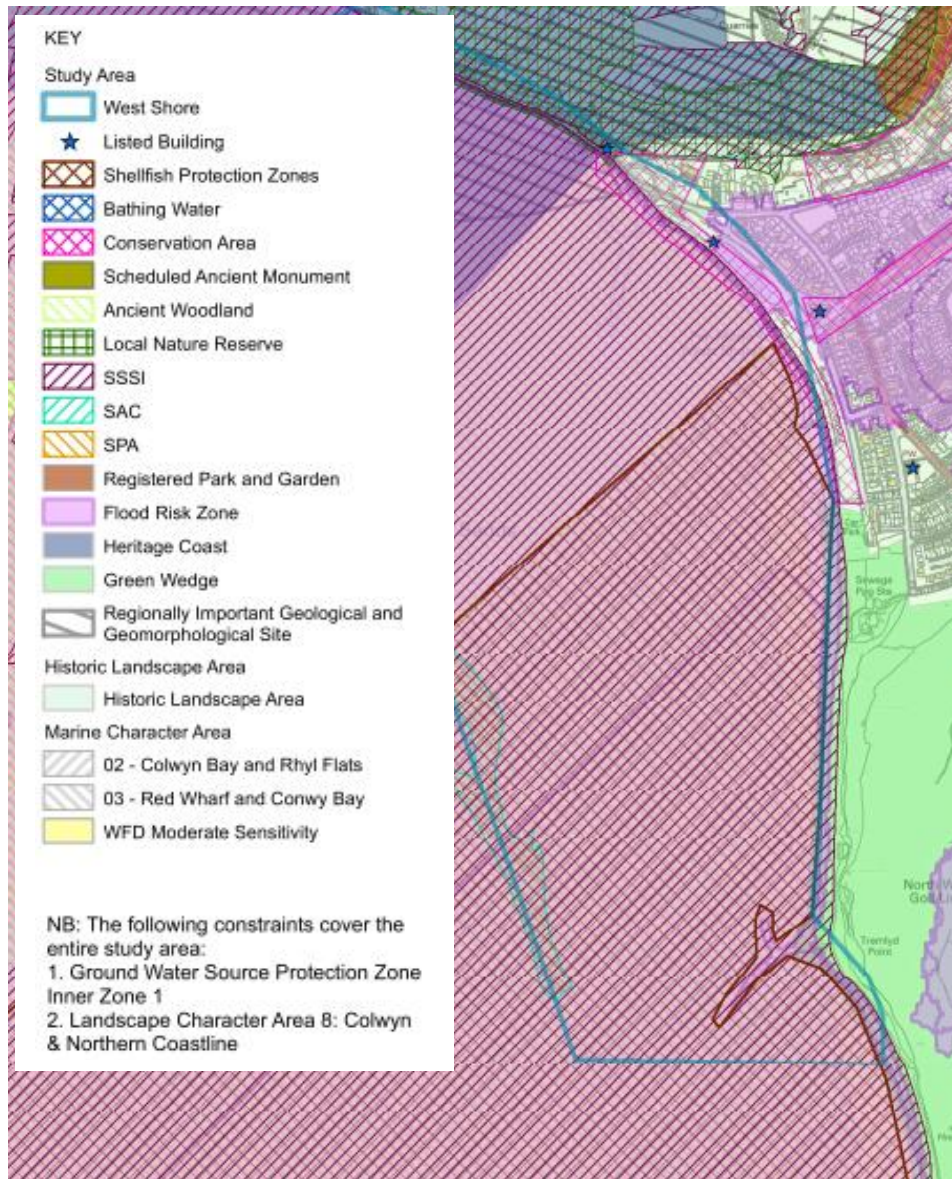 KEY
Study Area
West Shore
Listed Building
Shellfish Protection Zones
Bathing Water
Conservation Area
Scheduled Ancient Monument
Ancient Woodland
Local Nature Reserve
SSSI
SAC
SPA
Registered Park and Garden
Flood Risk Zone
Heritage Coast
Green Wedge
Regionally Important Geological and
Geomorphological Site
Historic Landscape Area
Historic Landscape Area
Marine Character Area
02 - Colwyn Bay and Rhyl Flats
03 - Red Wharf and Conwy Bay
WFD Moderate Sensitivity
NB: The following constraints cover the
entire study area:
1. Ground Water Source Protection Zone
Inner Zone 1
2. Landscape Character Area 8: Colwyn
& Northern Coastline
Sewage
Ppg Sta
North W
Tremlyd
Point